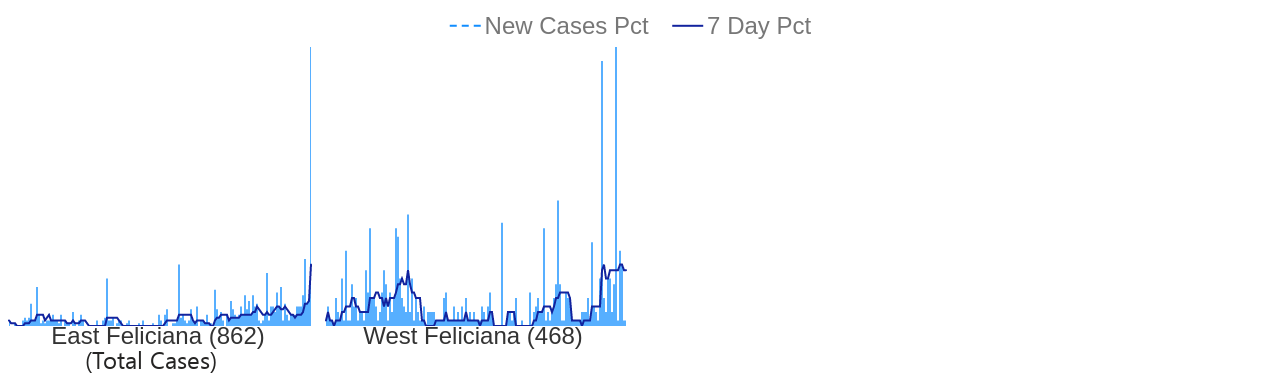 New Cases Pct 7 Day Pct
East Feliciana (862) West Feliciana (468)
(Total Cases)